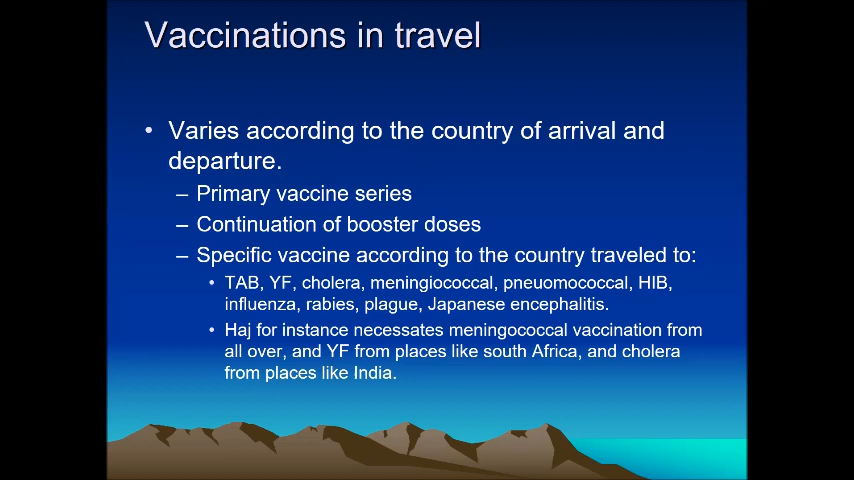 Vaccinations in travel
• Varies according to the country of arrival and
departure.
– Primary vaccine series
– Continuation of booster doses
– Specific vaccine according to the country traveled to:
• TAB, YF, cholera, meningiococcal, pneuomococcal, HIB,
influenza, rabies, plague, Japanese encephalitis.
• Haj for instance necessates meningococcal vaccination from
all over, and YF from places like south Africa, and cholera
from places like India.